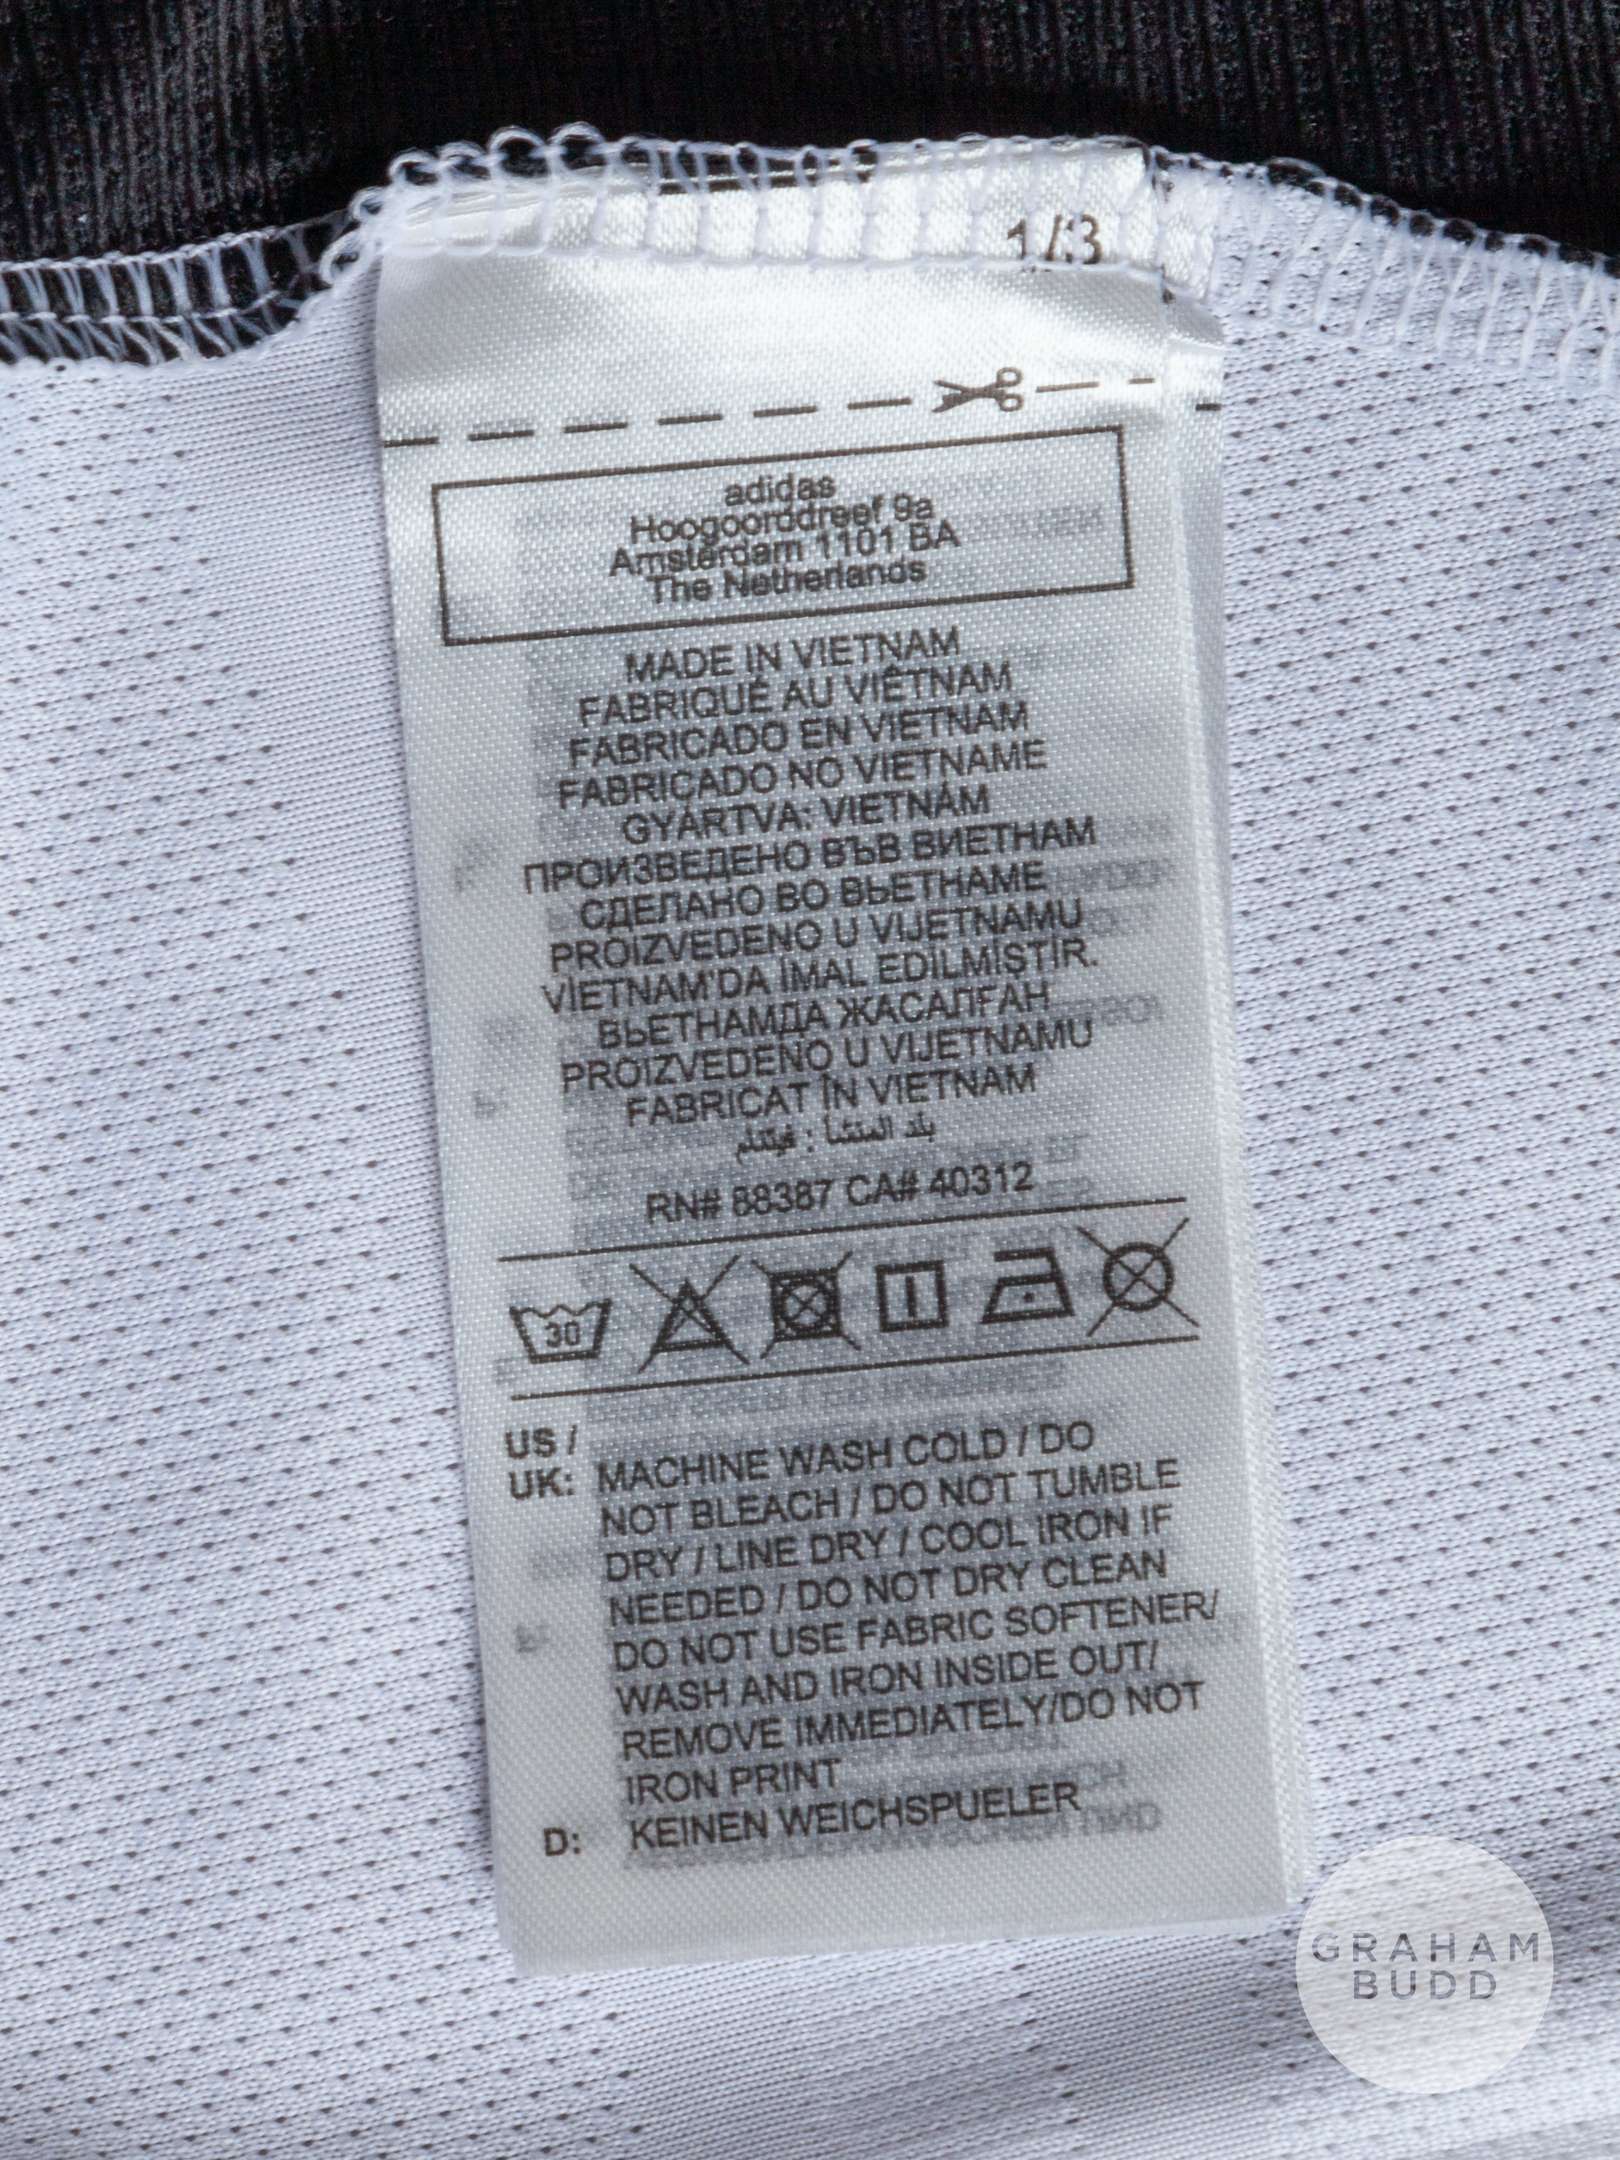 1/3
adidas
Hoogoorddreef 9a
Amsterdam 1101 BA
The Netherlands
MADE IN VIETNAM
FABRIQUÉ AU VIÊTNAM
FABRICADO EN VIETNAM
FABRICADO NO VIETNAME
GYÁRTVA: VIETNÁM
ПРОИЗВЕДЕНО ВЪВ ВИЕТНАМ
СДЕЛАНО ВО ВЬЕТНАМЕ
PROIZVEDENO U VIJETNAMU
VİETNAM'DA İMAL EDİLMİŞTİR.
ВЬЕТНАМДА ЖАСАЛҒАН
PROIZVEDENO U VIJETNAMU
FABRICAT ÎN VIETNAM
بلد المنشأ : فيتنام
RN# 88387 CA# 40312
30
US /
UK: MACHINE WASH COLD / DO
NOT BLEACH / DO NOT TUMBLE
DRY / LINE DRY / COOL IRON IF
NEEDED / DO NOT DRY CLEAN
DO NOT USE FABRIC SOFTENER/
WASH AND IRON INSIDE OUT/
REMOVE IMMEDIATELY/DO NOT
IRON PRINT
D: KEINEN WEICHSPUELER
GRAHAM
BUDD